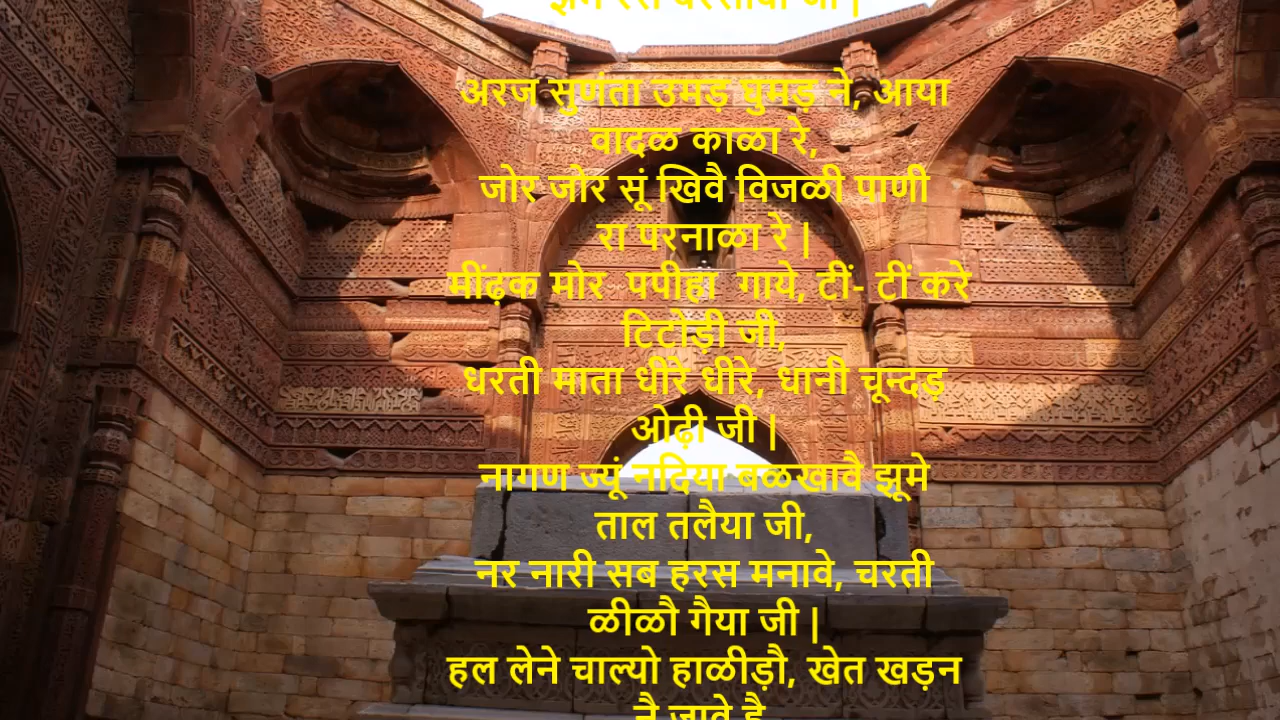 अरज सुणंता उमड़ घुमड़ ने, आया
वादळ काळा रे,
जोर जोर सूं खिवै विजळी पाणी
रा परनाळा रे |
मींढ़क मोर  पपीहा  गाये, टीं- टीं करे
टिटोड़ी जी,
धरती माता धीरे धीरे, धानी चून्दड़
ओढ़ी जी |
नागण ज्यूं नदिया बळखावै झूमे
ताल तलैया जी,
नर नारी सब हरस मनावे, चरती
ळीळौ गैया जी |
हल लेने चाल्यो हाळीड़ौ, खेत खड़न
नै जावे है